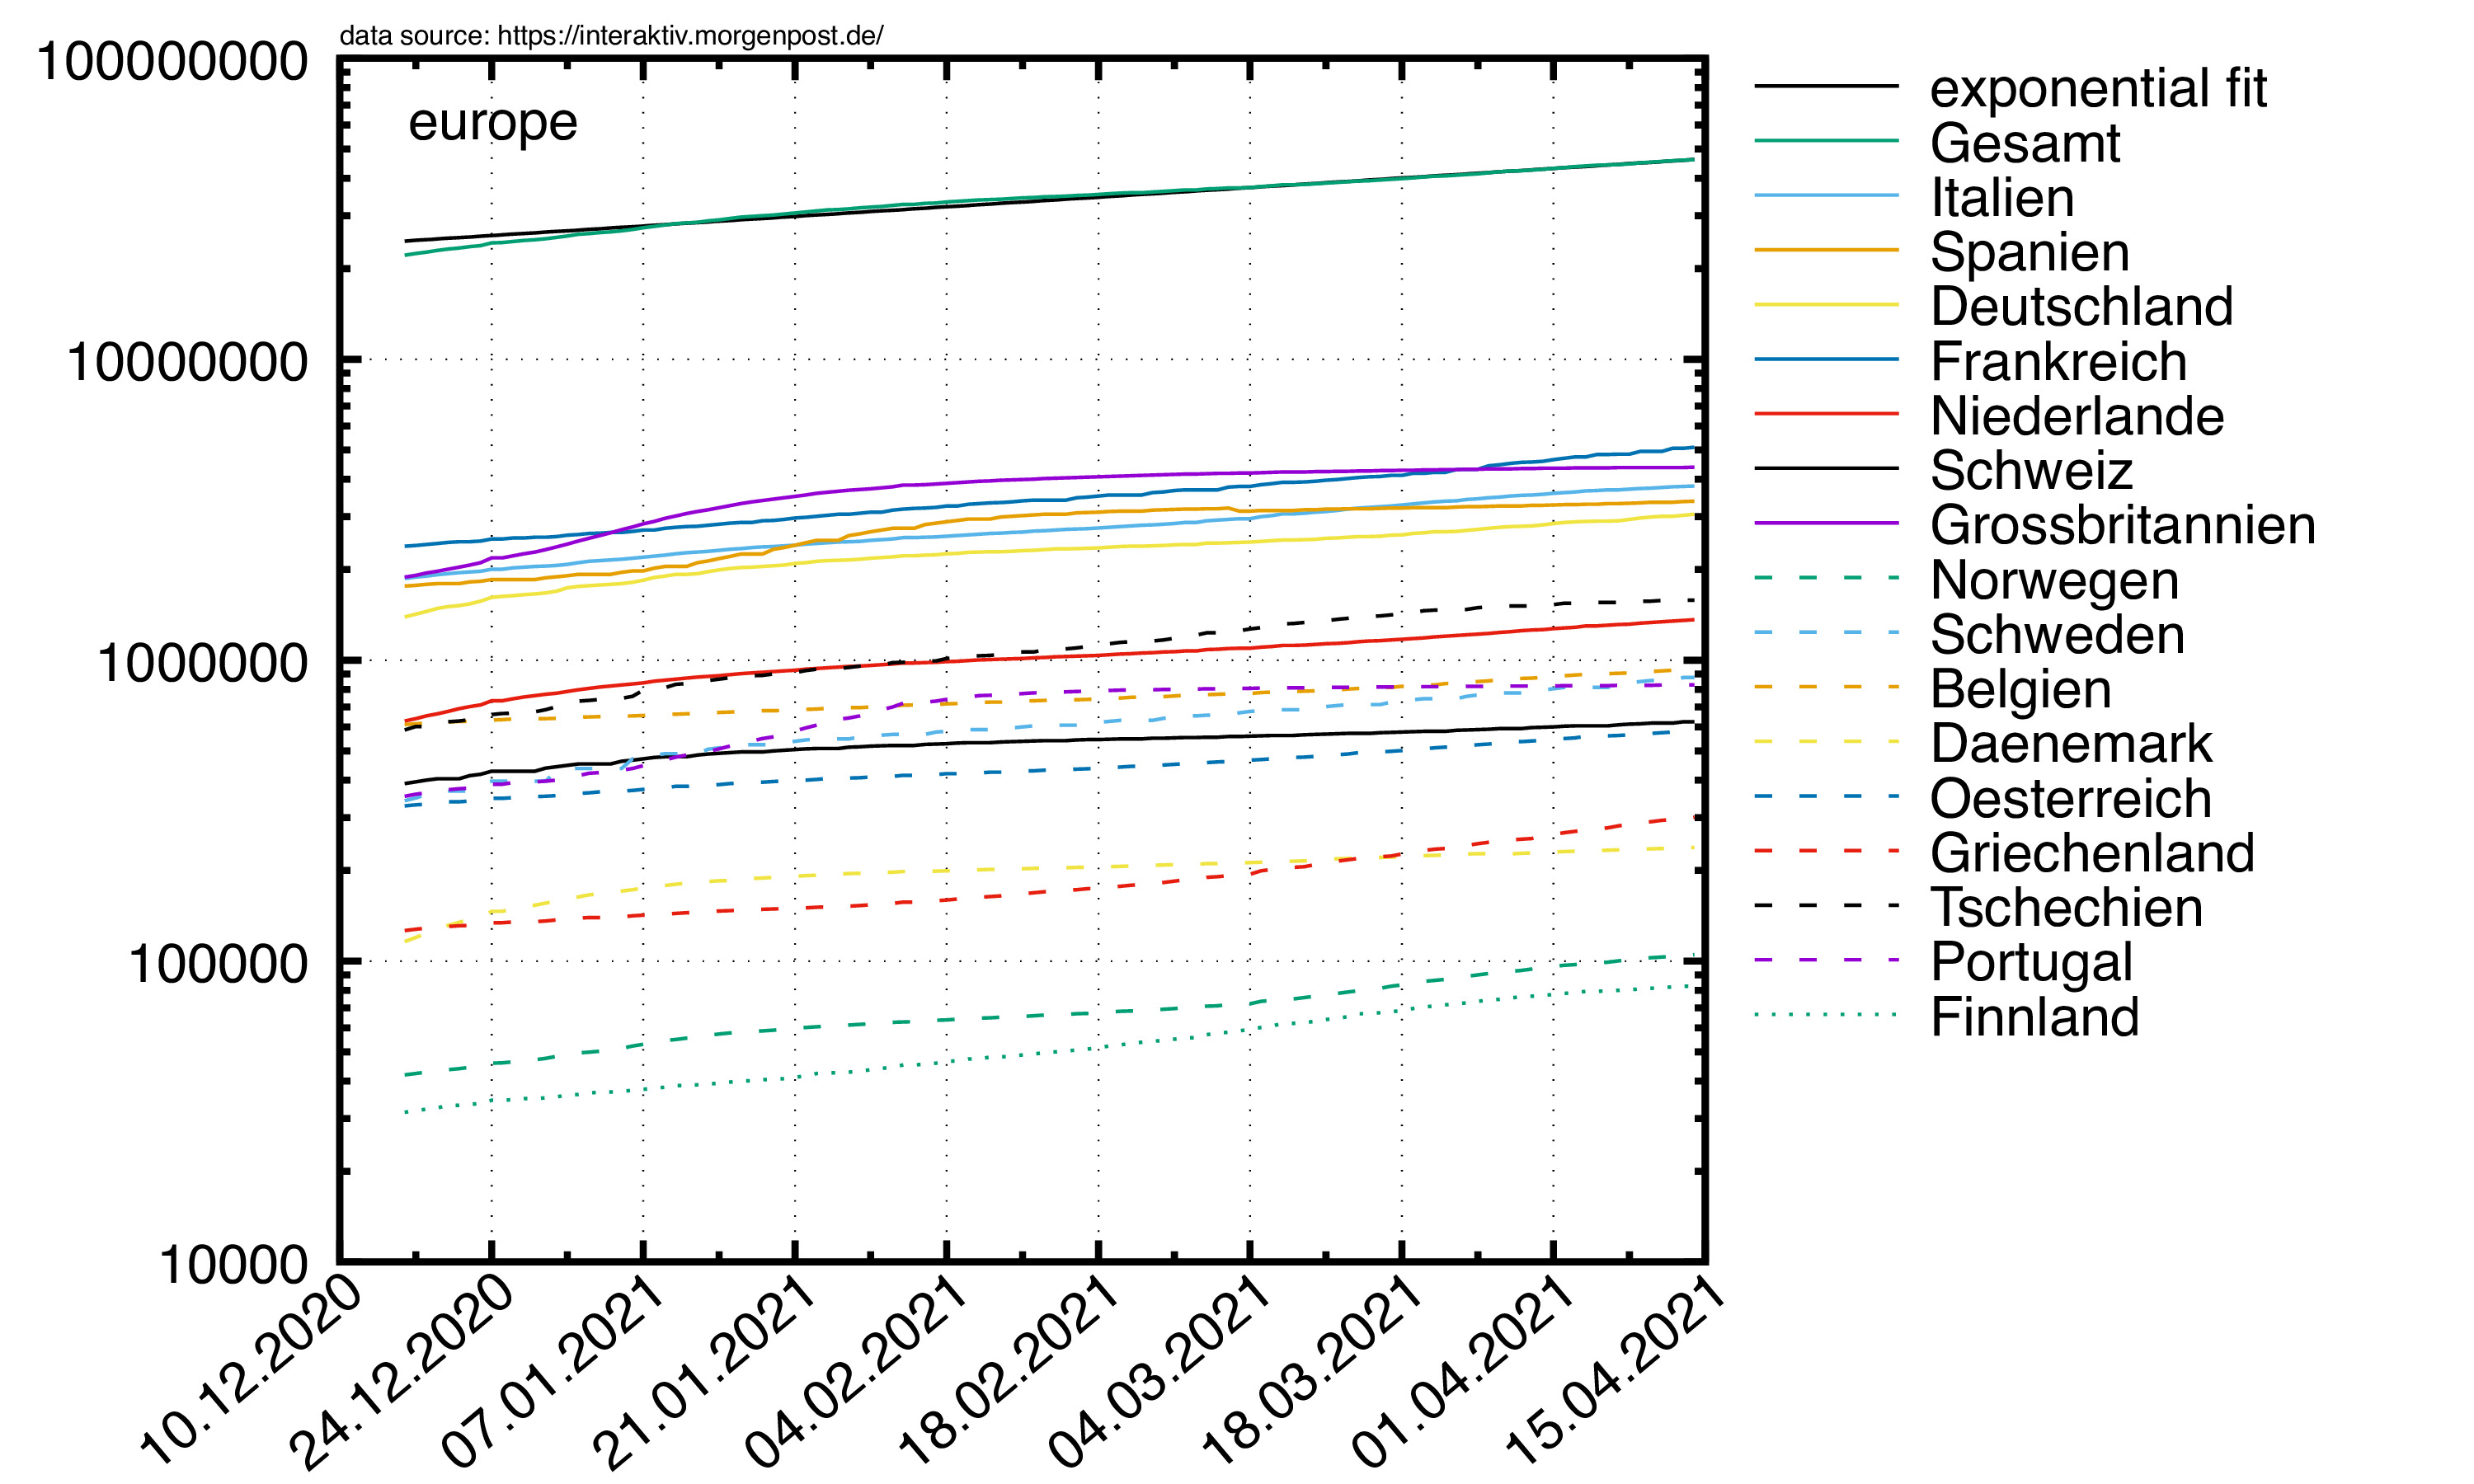 data source: https://interaktiv.morgenpost.de/
europe
100000000
10000000
1000000
100000
10000
10.12.2020
24.12.2020
07.01.2021
21.01.2021
04.02.2021
18.02.2021
04.03.2021
18.03.2021
01.04.2021
15.04.2021
exponential fit
Gesamt
Italien
Spanien
Deutschland
Frankreich
Niederlande
Schweiz
Grossbritannien
Norwegen
Schweden
Belgien
Daenemark
Oesterreich
Griechenland
Tschechien
Portugal
Finnland